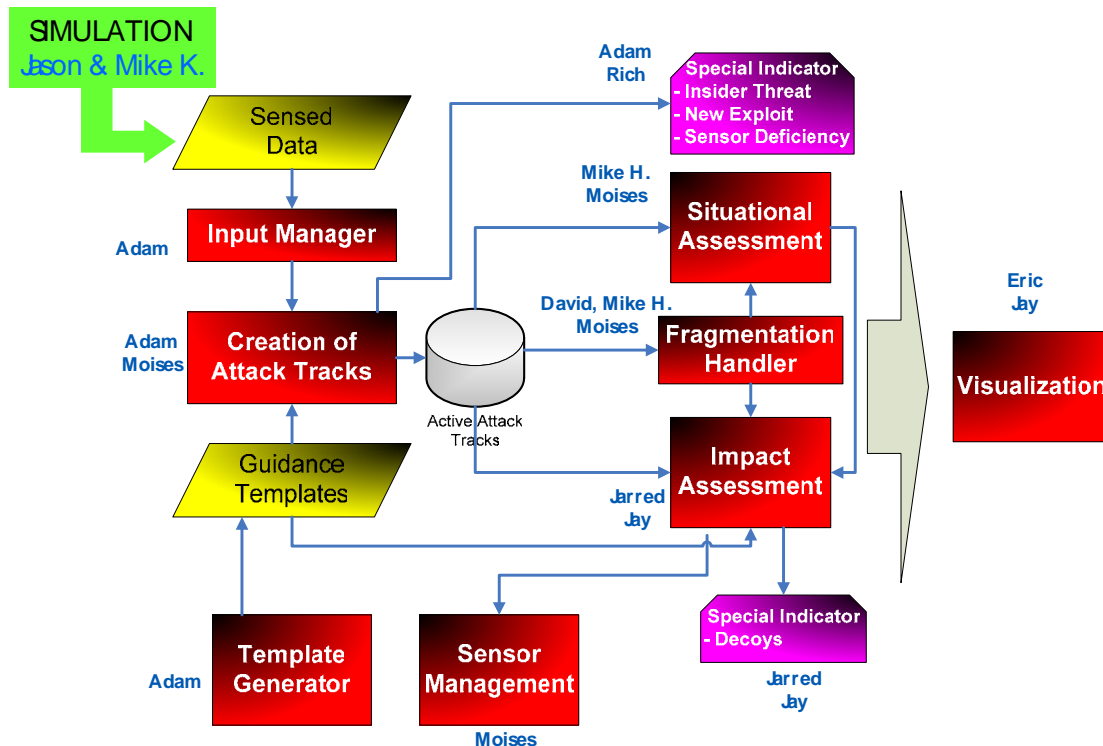 SIMULATION
Jason & Mike K.
Sensed
Data
Adam
Rich
Special Indicator
- Insider Threat
- New Exploit
- Sensor Deficiency
Mike H.
Moises
Situational
Assessment
Adam
Input Manager
Eric
Jay
David, Mike H.
Moises
Adam
Moises
Creation of
Attack Tracks
Fragmentation
Handler
Visualization
Active Attack
Tracks
Guidance
Templates
Impact
Assessment
Jarred
Jay
Adam
Template
Generator
Sensor
Management
Moises
Special Indicator
- Decoys
Jarred
Jay